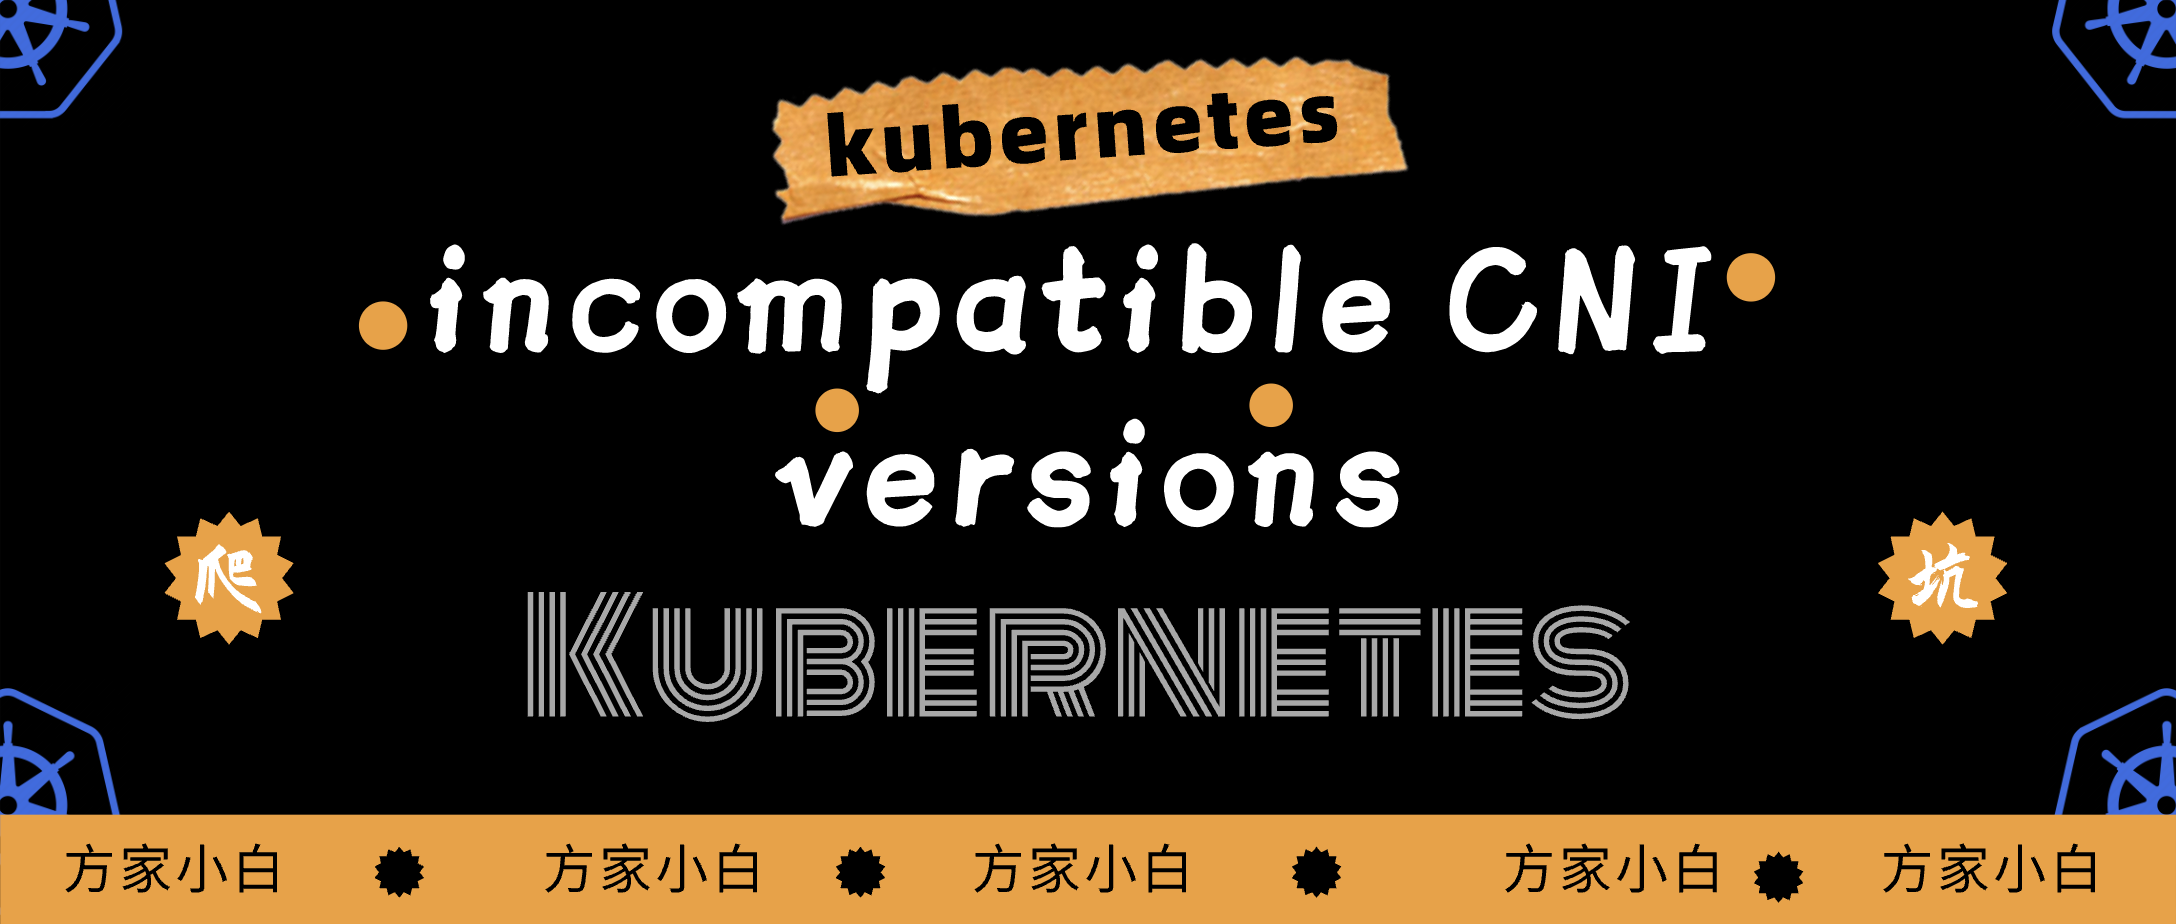 kubernetes
incompatible CNI
versions
爬
坑
KUBERNETES
方家小白 方家小白 方家小白 方家小白 方家小白